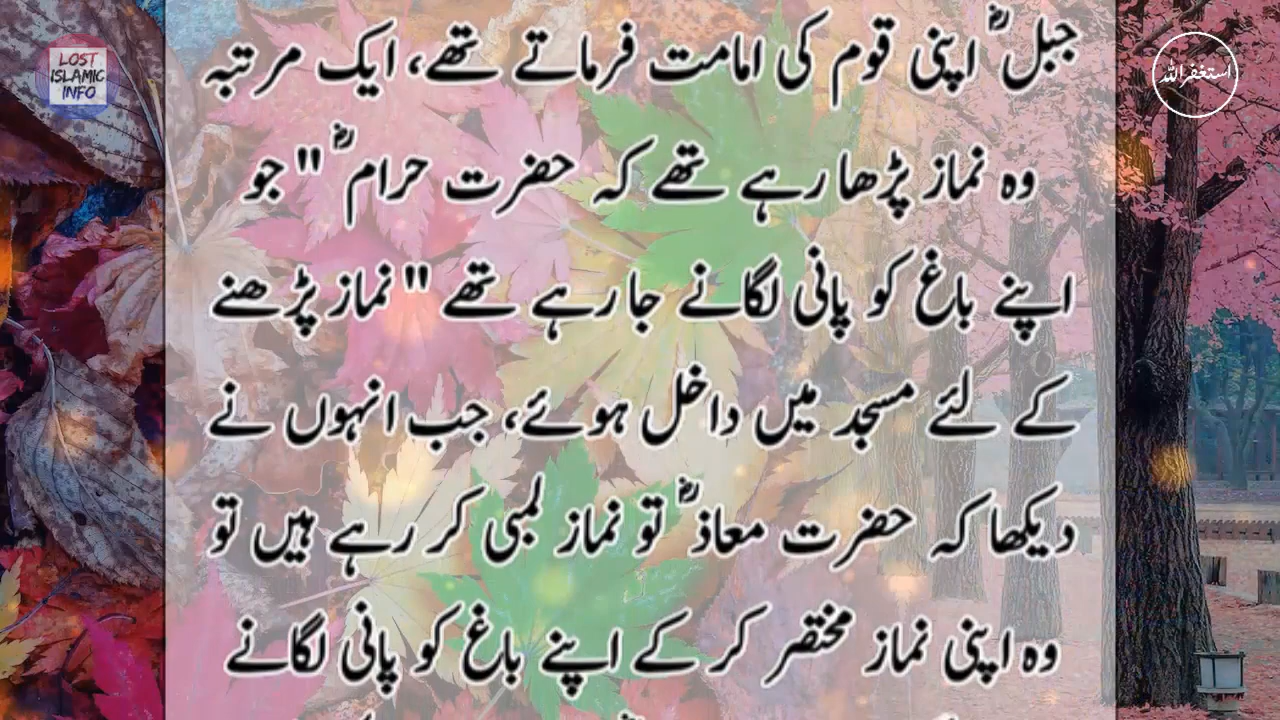 LOST
ISLAMIC
INFO
استغفر اللہ
جبلؓ اپنی قوم کی امامت فرماتے تھے، ایک مرتبہ
وہ نماز پڑھا رہے تھے کہ حضرت حرامؓ " جو
اپنے باغ کو پانی لگانے جا رہے تھے " نماز پڑھنے
کے لئے مسجد میں داخل ہوئے، جب انہوں نے
دیکھا کہ حضرت معاذؓ تو نماز لمبی کر رہے ہیں تو
وہ اپنی نماز مختصر کر کے اپنے باغ کو پانی لگانے